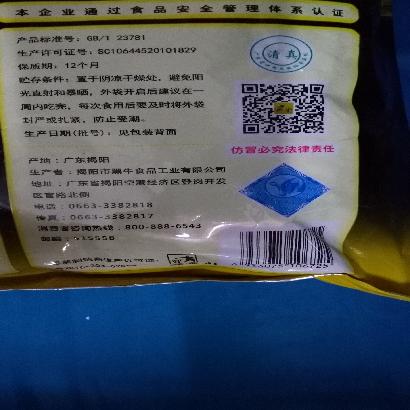 本企业通过食品安全管理体系认证
产品标准号：GB/T 23781
生产许可证号：SC10644520101829
保质期：12个月
贮存条件：置于阴凉干燥处，避免阳
光直射和暴晒，外袋开启后建议在一
周内吃完，每次食用后要及时将外袋
封严或扎紧，防止受潮。
生产日期(批号)：见包装背面
清真
仿冒必究法律责任
产地：广东揭阳
生产者：揭阳市 牛食品工业有限公司
地址：广东省揭阳空港经济区 开发
区 路北侧
电话：0663-3382818
传真：0663-3382817
消费者咨询热线：800-888-6543
邮编：515558